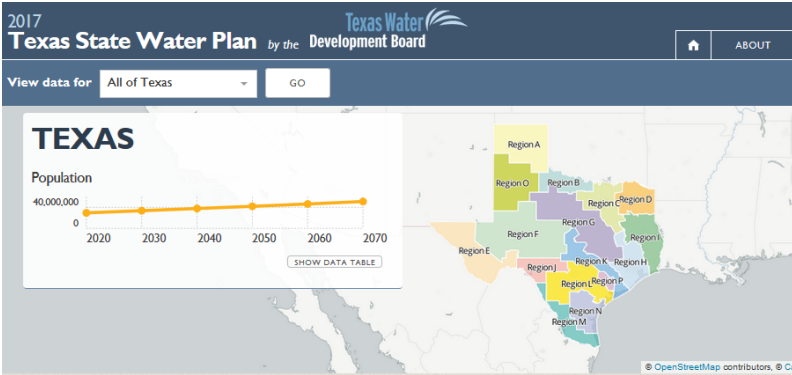 2017
Texas State Water Plan by the Texas Water Development Board
ABOUT
View data for All of Texas GO
TEXAS
Population
40,000,000
0
2020 2030 2040 2050 2060 2070
SHOW DATA TABLE
Region A
Region O
Region B
Region C
Region D
Region G
Region F
Region I
Region E
Region K
Region H
Region J
Region L
Region P
Region N
Region M
© OpenStreetMap contributors, ©